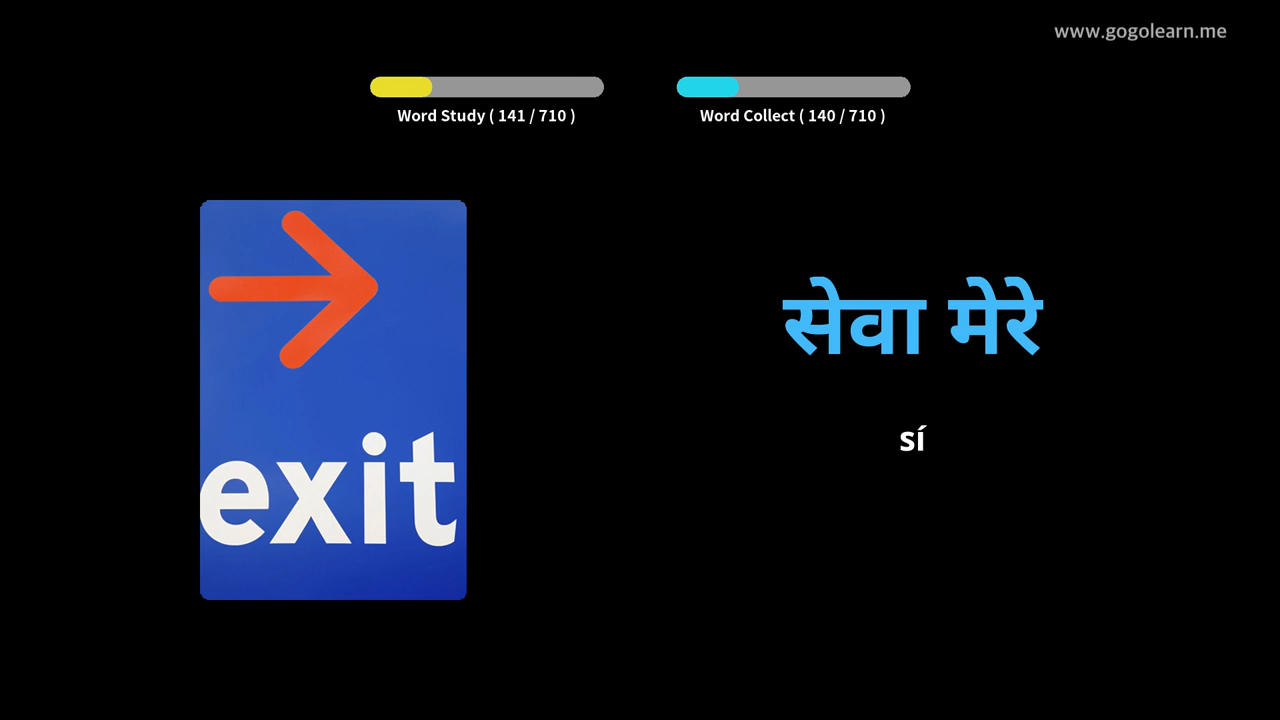 www.gogolearn.me
Word Study ( 141 / 710 )
Word Collect ( 140 / 710 )
exit
सेवा मेरे
sí